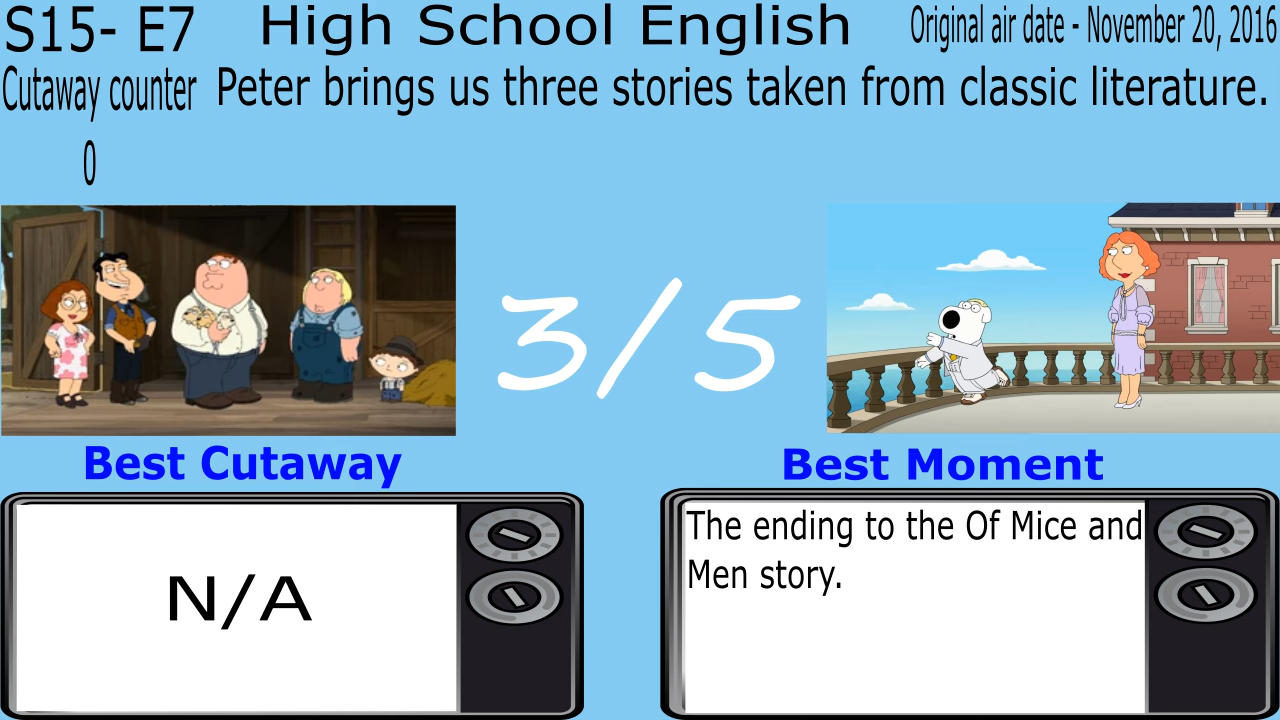 S15- E7
High School English
Original air date - November 20, 2016
Cutaway counter
Peter brings us three stories taken from classic literature.
0
3/5
Best Cutaway
Best Moment
N/A
The ending to the Of Mice and
Men story.